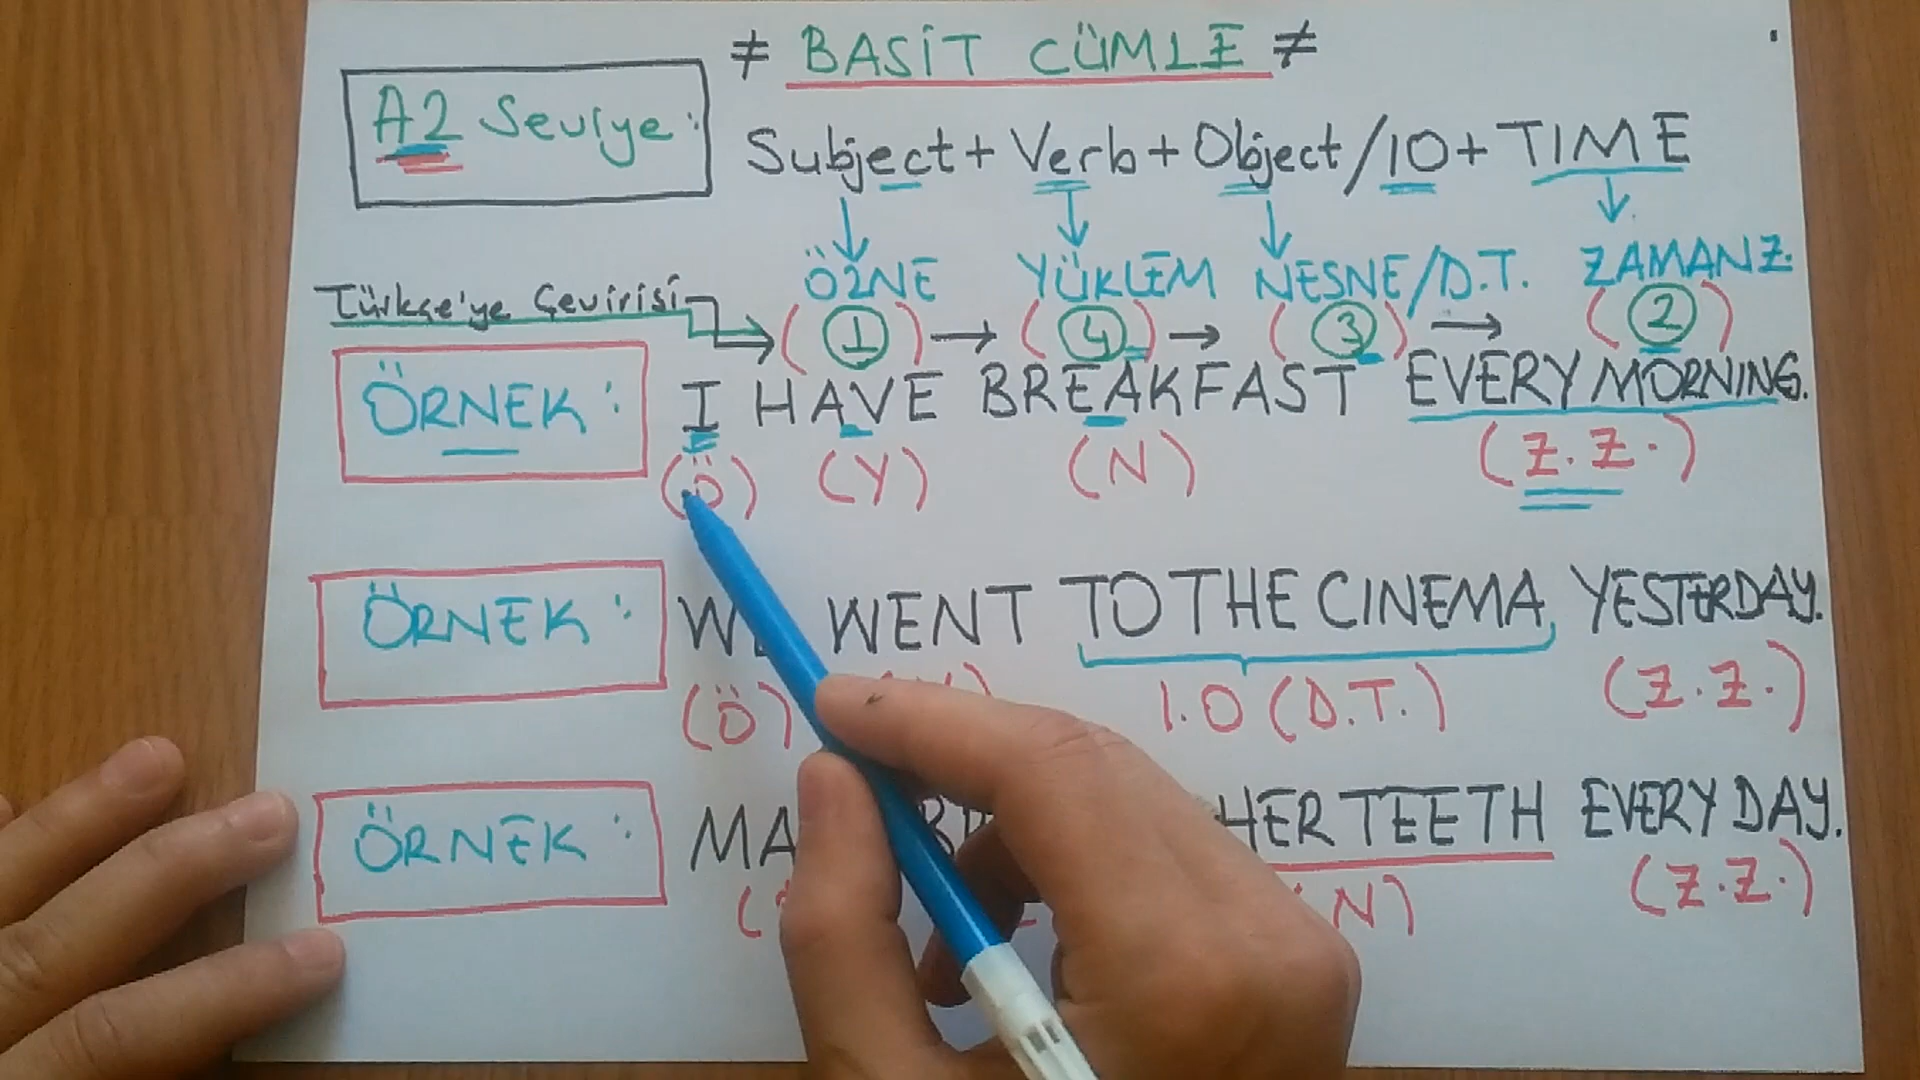 ≠ BASİT CÜMLE ≠
A2 Seviye:
Subject + Verb + Object / IO + TIME
ÖZNE YÜKLEM NESNE/D.T. ZAMANZ.
Türkçe'ye Çevirisi (1) → (4) → (3) → (2)
ÖRNEK: I HAVE BREAKFAST EVERY MORNING.
(Ö) (Y) (N) (Z.Z.)
ÖRNEK: WENT TO THE CINEMA YESTERDAY.
(Ö) I.O (D.T.) (Z.Z.)
ÖRNEK: HER TEETH EVERY DAY.
(N) (Z.Z.)